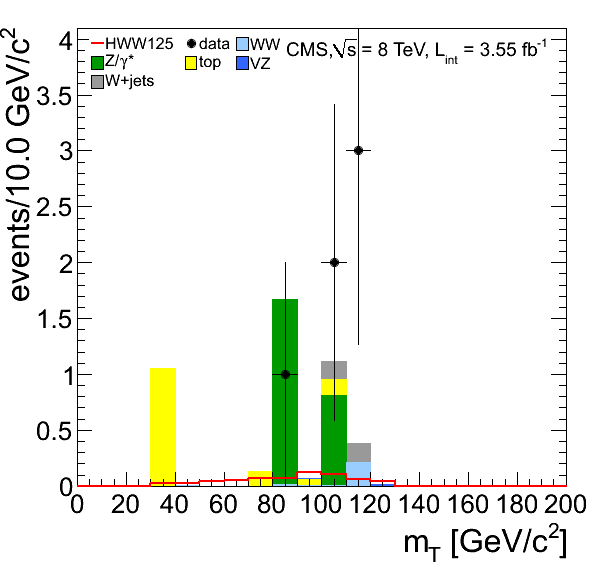 HWW125 data WW CMS,√s = 8 TeV, L_int = 3.55 fb⁻¹
Z/γ* top VZ
W+jets
4
3.5
3
2.5
2
1.5
1
0.5
0
events/10.0 GeV/c²
0 20 40 60 80 100 120 140 160 180 200
m_T [GeV/c²]